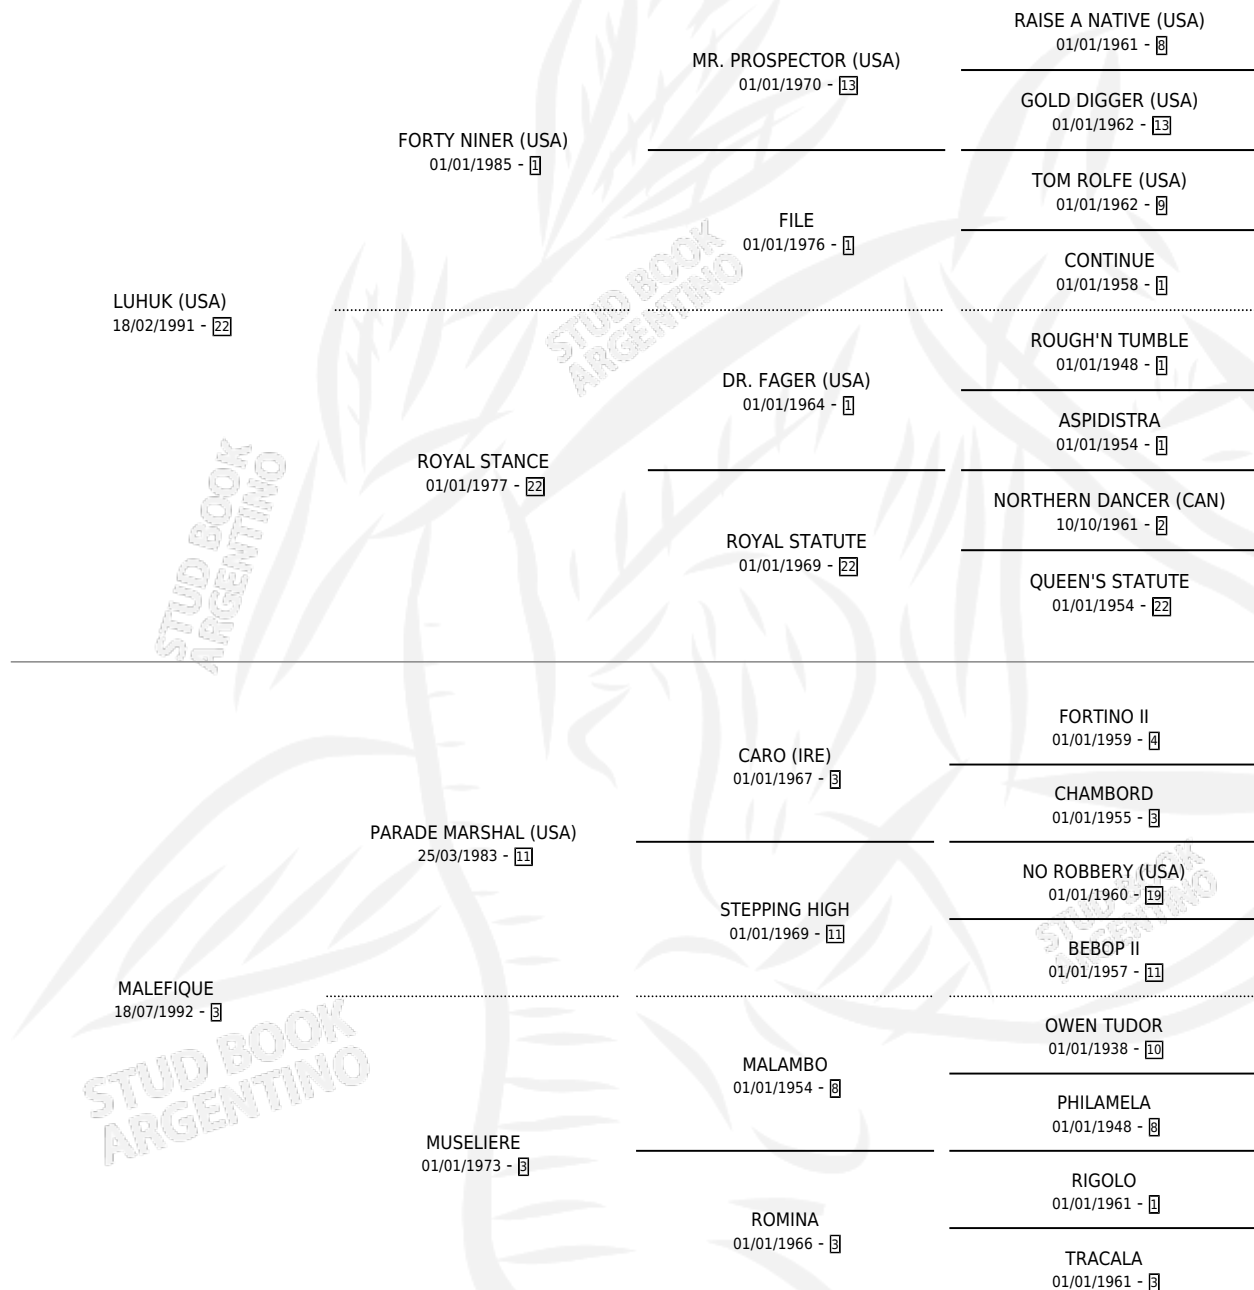 RAISE A NATIVE (USA)
01/01/1961 - 8
MR. PROSPECTOR (USA)
01/01/1970 - 13
GOLD DIGGER (USA)
01/01/1962 - 13
FORTY NINER (USA)
01/01/1985 - 1
TOM ROLFE (USA)
01/01/1962 - 9
FILE
01/01/1976 - 1
CONTINUE
01/01/1958 - 1
LUHUK (USA)
18/02/1991 - 22
ROUGH'N TUMBLE
01/01/1948 - 1
DR. FAGER (USA)
01/01/1964 - 1
ASPIDISTRA
01/01/1954 - 1
ROYAL STANCE
01/01/1977 - 22
NORTHERN DANCER (CAN)
10/10/1961 - 2
ROYAL STATUTE
01/01/1969 - 22
QUEEN'S STATUTE
01/01/1954 - 22
FORTINO II
01/01/1959 - 4
CARO (IRE)
01/01/1967 - 3
CHAMBORD
01/01/1955 - 3
PARADE MARSHAL (USA)
25/03/1983 - 11
NO ROBBERY (USA)
01/01/1960 - 19
STEPPING HIGH
01/01/1969 - 11
BEBOP II
01/01/1957 - 11
MALEFIQUE
18/07/1992 - 3
OWEN TUDOR
01/01/1938 - 10
MALAMBO
01/01/1954 - 8
PHILAMELA
01/01/1948 - 8
MUSELIERE
01/01/1973 - 3
RIGOLO
01/01/1961 - 1
ROMINA
01/01/1966 - 3
TRACALA
01/01/1961 - 3
STUD BOOK
ARGENTINO
STUD BOOK
ARGENTINO
STUD BOOK
ARGENTINO
STUD BOOK
ARGENTINO